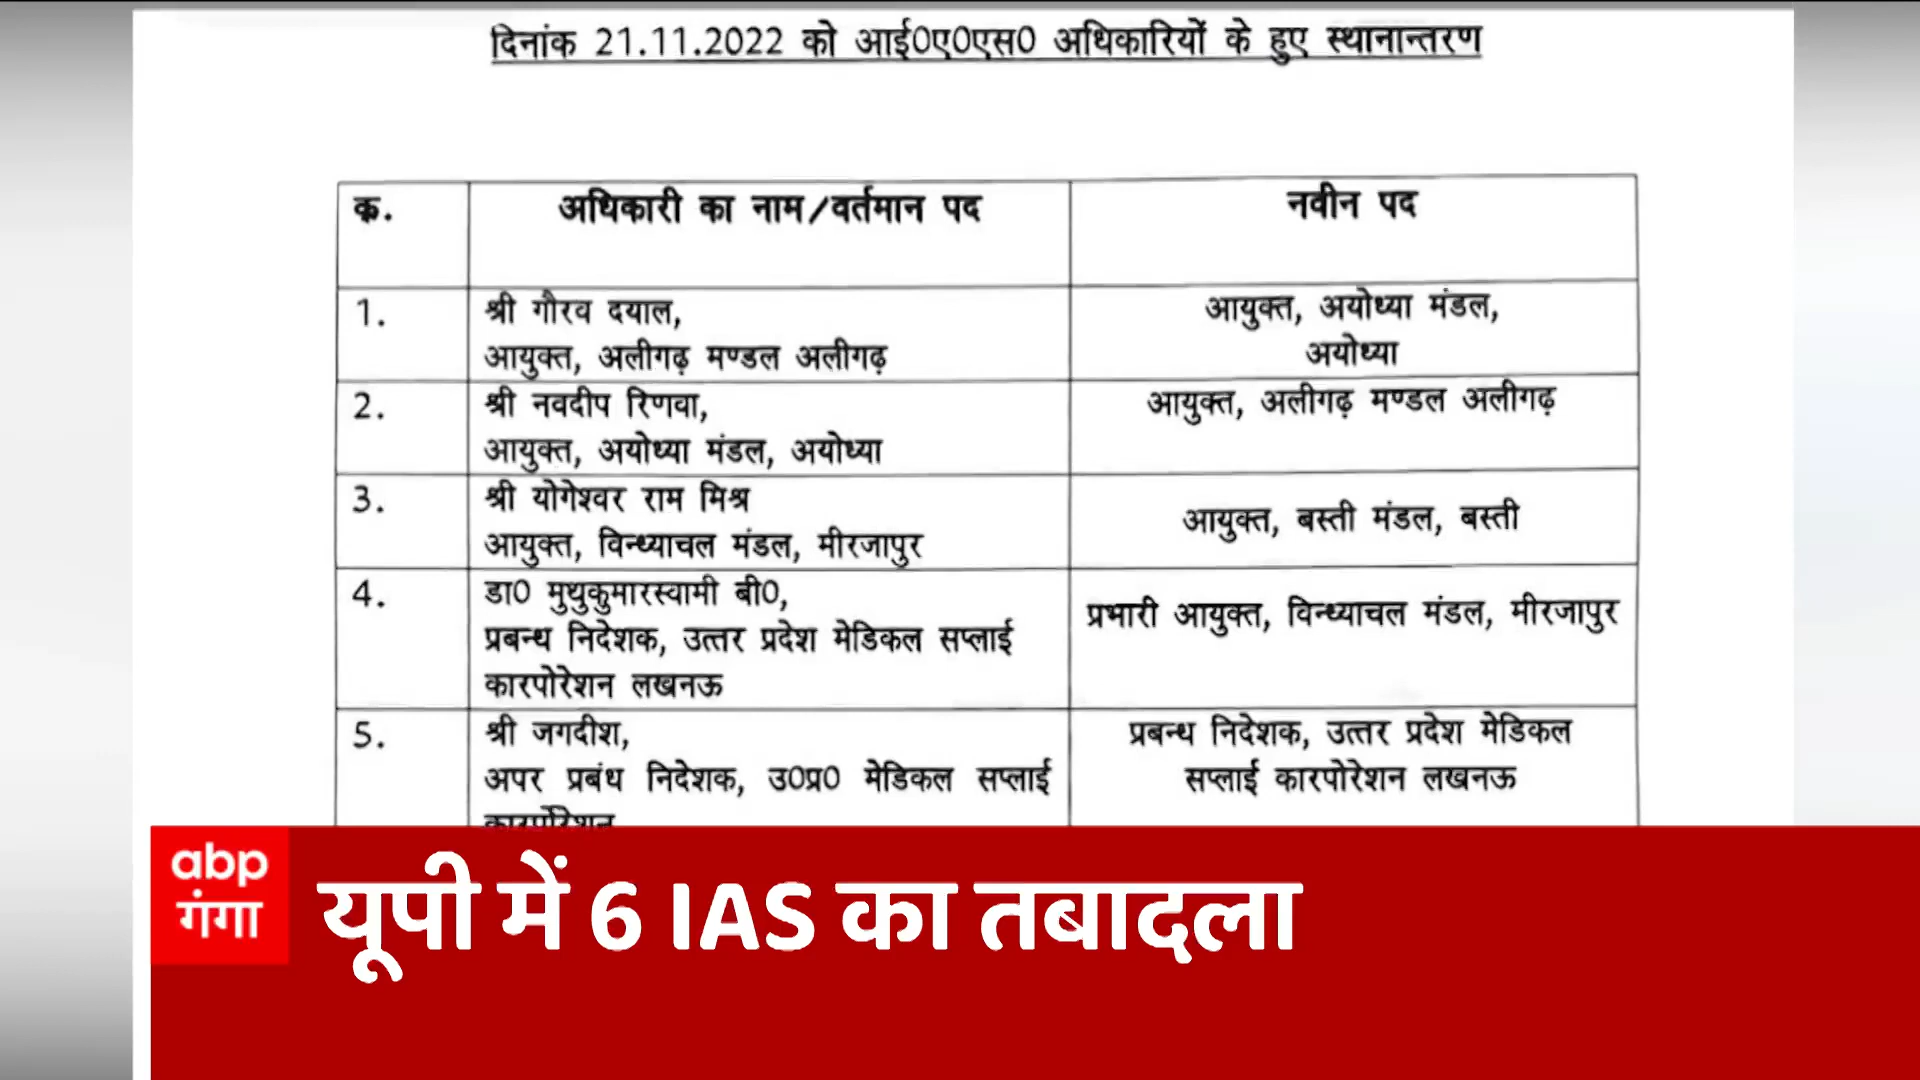 दिनांक 21.11.2022 को आई0ए0एस0 अधिकारियों के हुए स्थानान्तरण
क्र. अधिकारी का नाम/वर्तमान पद नवीन पद
1. श्री गौरव दयाल,
आयुक्त, अलीगढ़ मण्डल अलीगढ़
आयुक्त, अयोध्या मंडल,
अयोध्या
2. श्री नवदीप रिणवा,
आयुक्त, अयोध्या मंडल, अयोध्या
आयुक्त, अलीगढ़ मण्डल अलीगढ़
3. श्री योगेश्वर राम मिश्र
आयुक्त, विन्ध्याचल मंडल, मीरजापुर
आयुक्त, बस्ती मंडल, बस्ती
4. डा0 मुथुकुमारस्वामी बी0,
प्रबन्ध निदेशक, उत्तर प्रदेश मेडिकल सप्लाई
कारपोरेशन लखनऊ
प्रभारी आयुक्त, विन्ध्याचल मंडल, मीरजापुर
5. श्री जगदीश,
अपर प्रबंध निदेशक, उ0प्र0 मेडिकल सप्लाई
कारपोरेशन
प्रबन्ध निदेशक, उत्तर प्रदेश मेडिकल
सप्लाई कारपोरेशन लखनऊ
abp
गंगा
यूपी में 6 IAS का तबादला